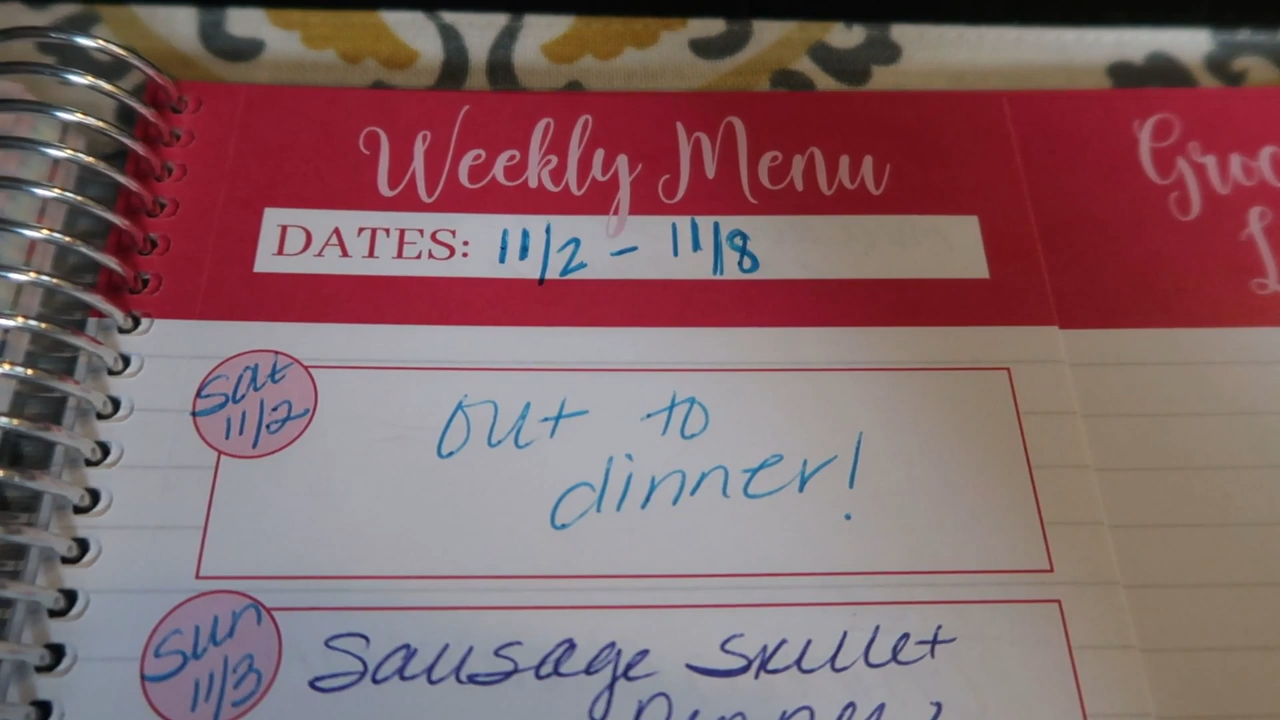 Weekly Menu
DATES: 11/2 - 11/8
Sat
11/2
out to
dinner!
Sun
11/3
Sausage Skillet